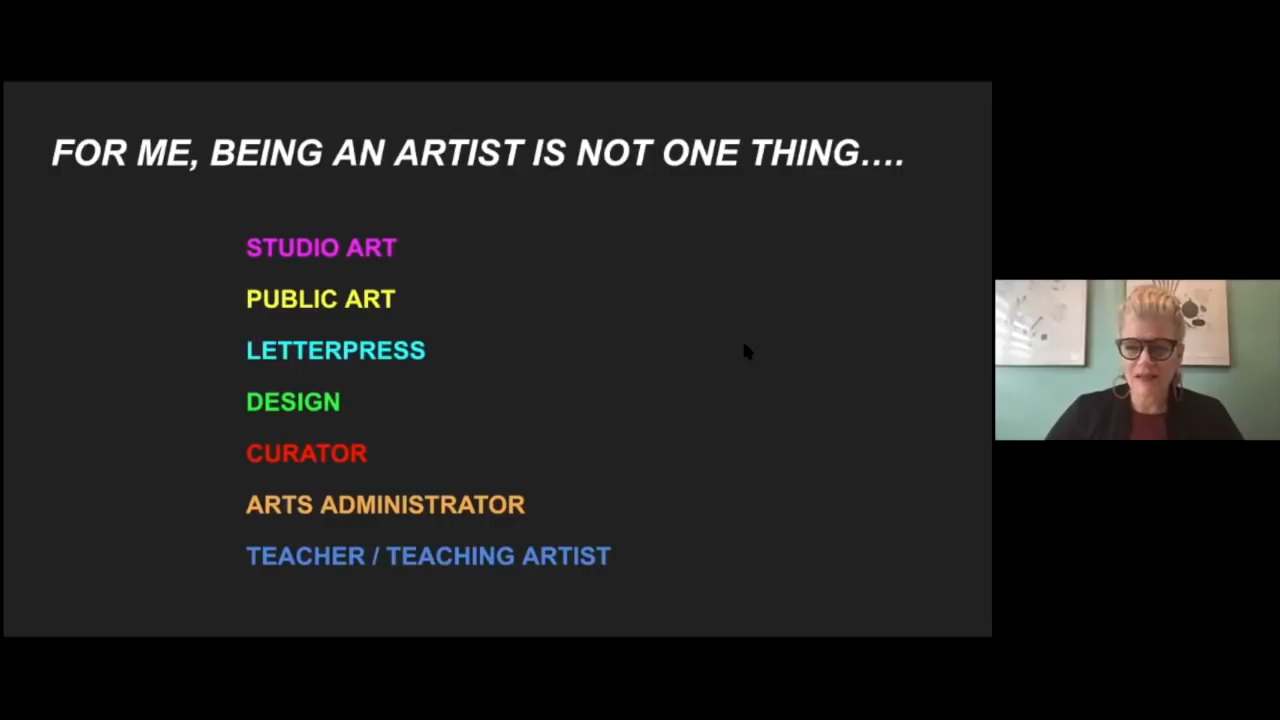 FOR ME, BEING AN ARTIST IS NOT ONE THING....
STUDIO ART
PUBLIC ART
LETTERPRESS
DESIGN
CURATOR
ARTS ADMINISTRATOR
TEACHER / TEACHING ARTIST